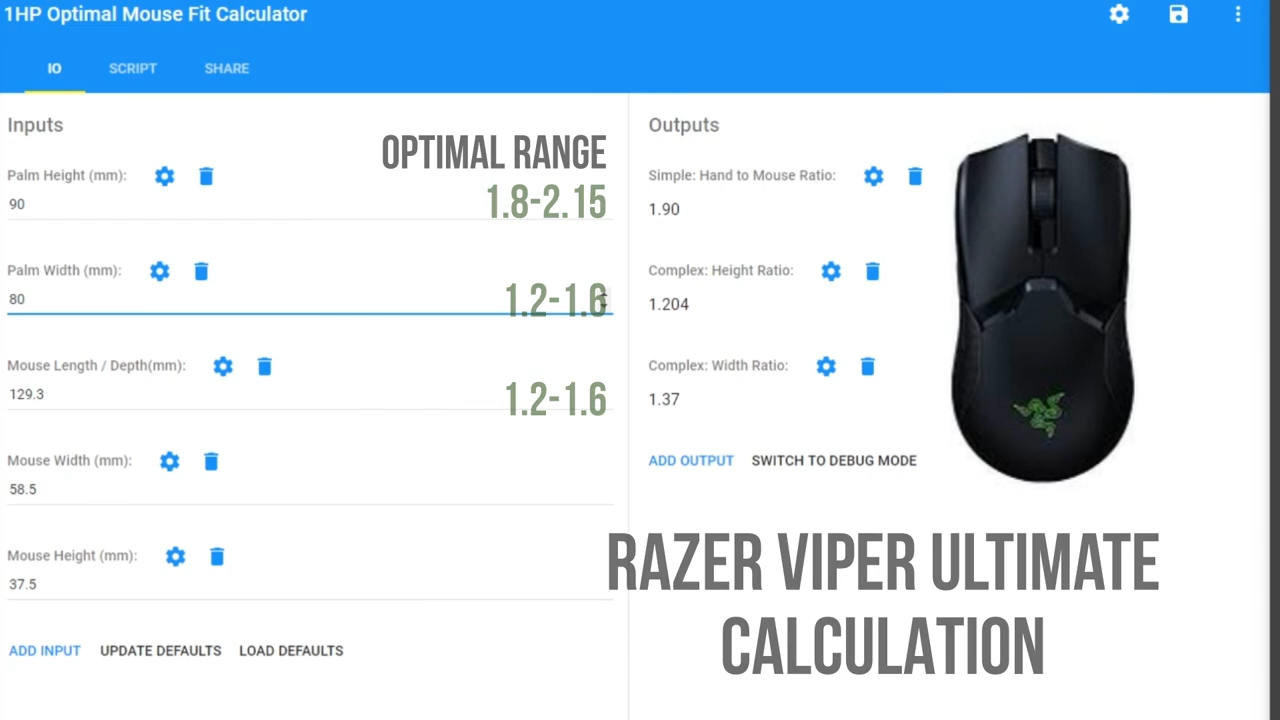 1HP Optimal Mouse Fit Calculator
IO
SCRIPT
SHARE
Inputs
OPTIMAL RANGE
Palm Height (mm):
90
1.8-2.15
Palm Width (mm):
80
1.2-1.6
Mouse Length / Depth(mm):
129.3
1.2-1.6
Mouse Width (mm):
58.5
Mouse Height (mm):
37.5
ADD INPUT
UPDATE DEFAULTS
LOAD DEFAULTS
Outputs
Simple: Hand to Mouse Ratio:
1.90
Complex: Height Ratio:
1.204
Complex: Width Ratio:
1.37
ADD OUTPUT
SWITCH TO DEBUG MODE
RAZER VIPER ULTIMATE
CALCULATION